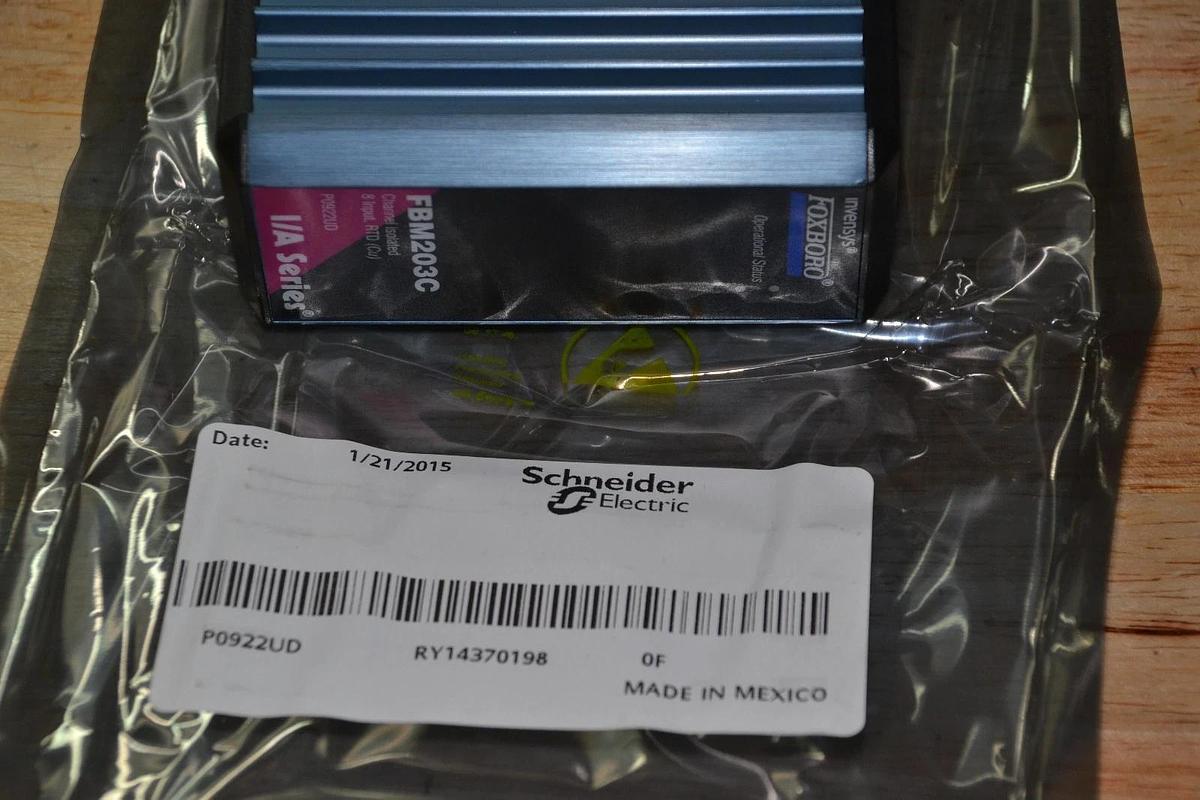 invensys®
FOXBORO®
Operational Status
FBM203C
Channel Isolated
8 Input, RTD (Cu)
P0922UD
I/A Series®
Date:
1/21/2015
Schneider
Electric
P0922UD
RY14370198
0F
MADE IN MEXICO